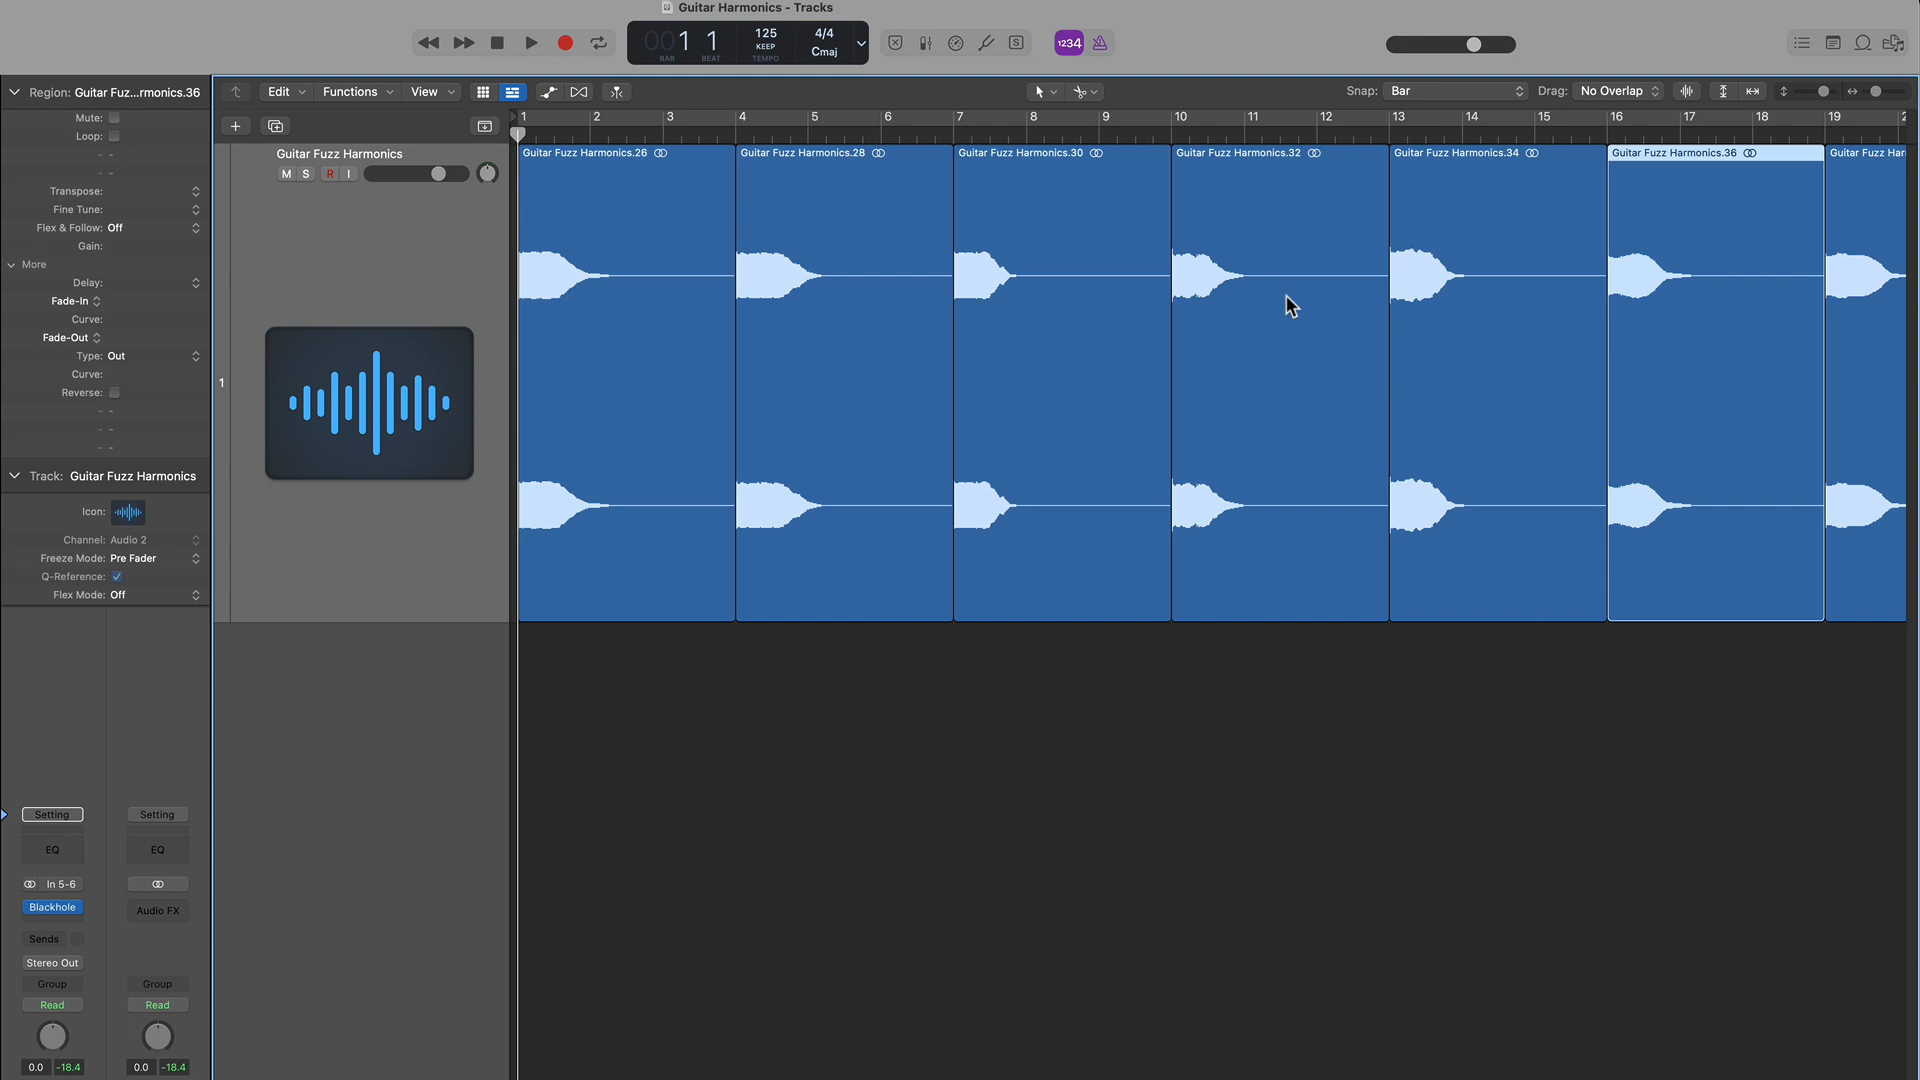 Guitar Harmonics - Tracks
001 1
BAR BEAT
125
KEEP
TEMPO
4/4
Cmaj
S
1234
Region: Guitar Fuz...rmonics.36
Edit
Functions
View
Snap: Bar
Drag: No Overlap
Mute:
Loop:
- -
- -
Transpose:
Fine Tune:
Flex & Follow: Off
Gain:
More
Delay:
Fade-In
Curve:
Fade-Out
Type: Out
Curve:
Reverse:
- -
- -
- -
Track: Guitar Fuzz Harmonics
Icon:
Channel: Audio 2
Freeze Mode: Pre Fader
Q-Reference:
Flex Mode: Off
1 2 3 4 5 6 7 8 9 10 11 12 13 14 15 16 17 18 19 2
Guitar Fuzz Harmonics
M S R I
1
Guitar Fuzz Harmonics.26
Guitar Fuzz Harmonics.28
Guitar Fuzz Harmonics.30
Guitar Fuzz Harmonics.32
Guitar Fuzz Harmonics.34
Guitar Fuzz Harmonics.36
Guitar Fuzz Har
Setting
EQ
In 5-6
Blackhole
Sends
Stereo Out
Group
Read
0.0 -18.4
Setting
EQ
Audio FX
Group
Read
0.0 -18.4